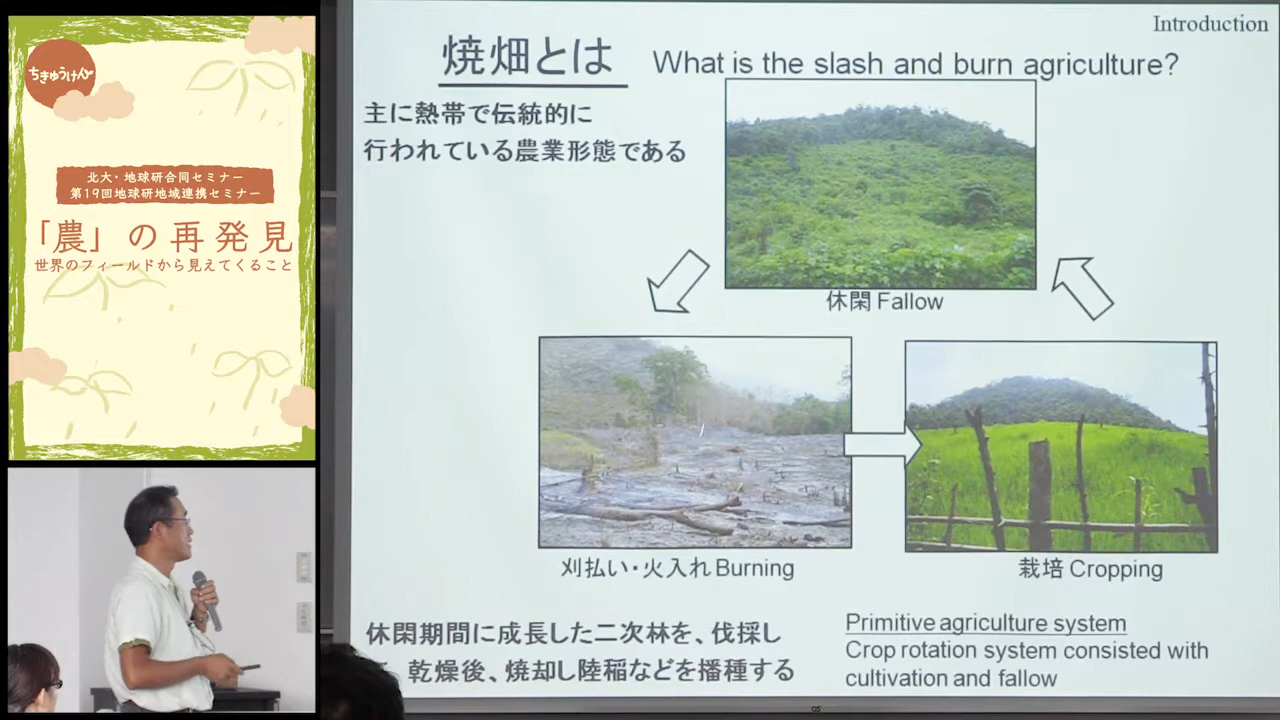 ちきゅうけん
北大・地球研合同セミナー
第19回地球研地域連携セミナー
「農」の再発見
世界のフィールドから見えてくること
Introduction
焼畑とは
What is the slash and burn agriculture?
主に熱帯で伝統的に
行われている農業形態である
休閑 Fallow
刈払い・火入れ Burning
栽培 Cropping
休閑期間に成長した二次林を、伐採し
乾燥後、焼却し陸稲などを播種する
Primitive agriculture system
Crop rotation system consisted with
cultivation and fallow